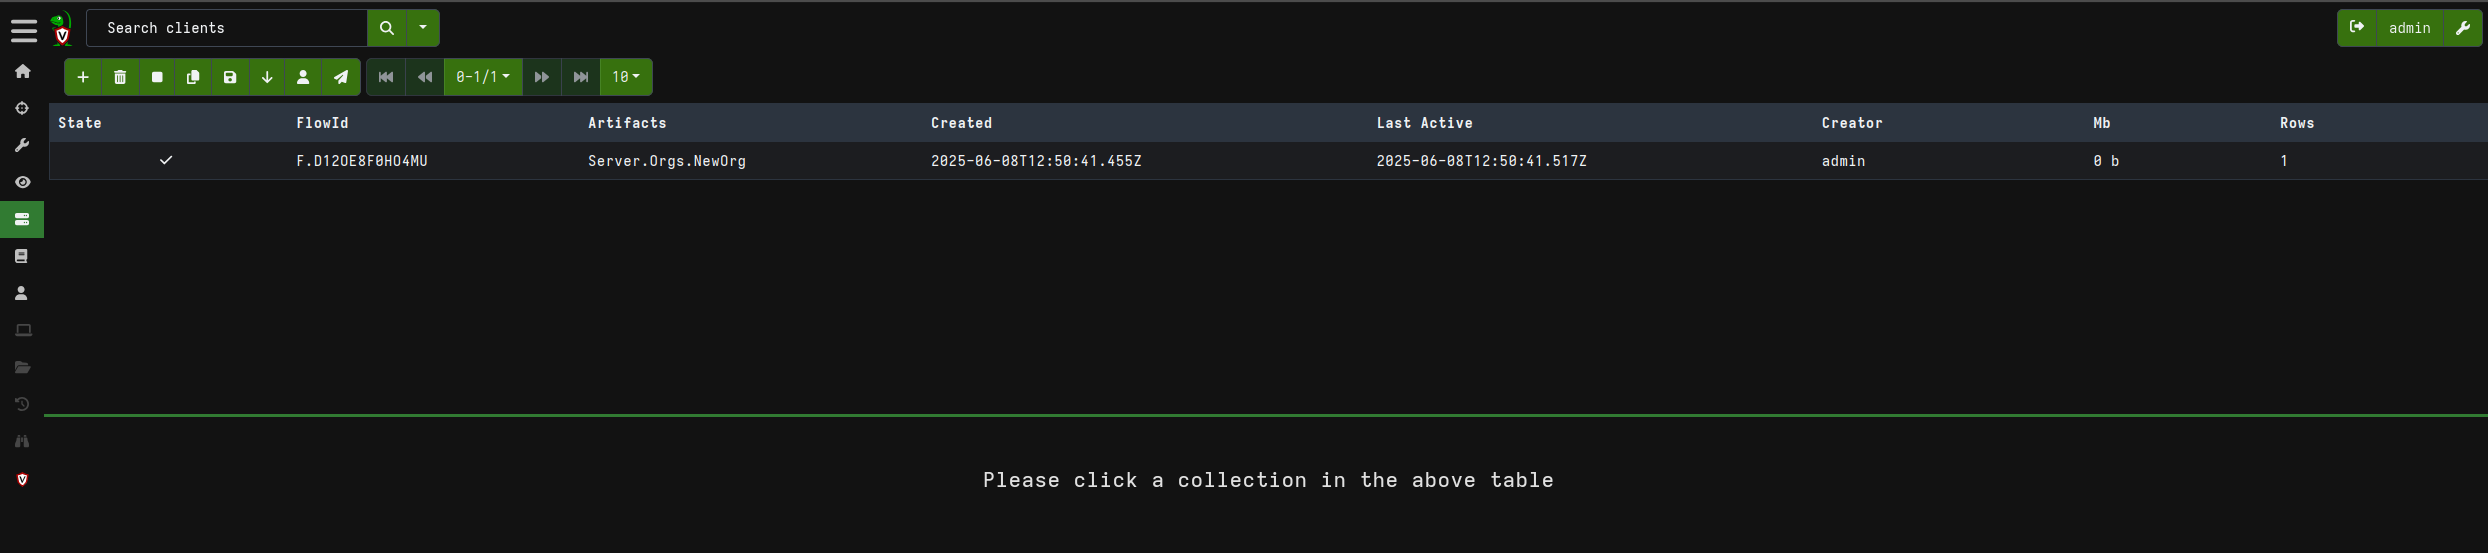 Search clients
admin
0-1/1 10
State FlowId Artifacts Created Last Active Creator Mb Rows
F.D12OE8F0HO4MU Server.Orgs.NewOrg 2025-06-08T12:50:41.455Z 2025-06-08T12:50:41.517Z admin 0 b 1
Please click a collection in the above table